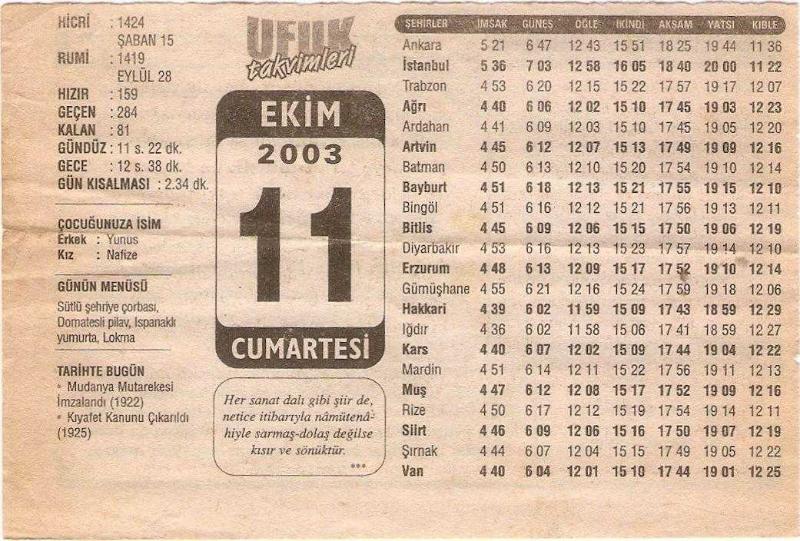 HİCRİ : 1424
ŞABAN 15
RUMİ : 1419
EYLÜL 28
HIZIR : 159
GEÇEN : 284
KALAN : 81
GÜNDÜZ : 11 s. 22 dk.
GECE : 12 s. 38 dk.
GÜN KISALMASI : 2.34 dk.
ÇOCUĞUNUZA İSİM
Erkek : Yunus
Kız : Nafize
GÜNÜN MENÜSÜ
Sütlü şehriye çorbası,
Domatesli pilav, Ispanaklı
yumurta, Lokma
TARİHTE BUGÜN
* Mudanya Mutarekesi
İmzalandı (1922)
* Kıyafet Kanunu Çıkarıldı
(1925)
UFUK
takvimleri
EKİM
2003
11
CUMARTESİ
Her sanat dalı gibi şiir de,
netice itibarıyla nâmütenâ-
hiyle sarmaş-dolaş değilse
kısır ve sönüktür.
***
ŞEHİRLER İMSAK GÜNEŞ ÖĞLE İKİNDİ AKŞAM YATSI KIBLE
Ankara 5 21 6 47 12 43 15 51 18 25 19 44 11 36
İstanbul 5 36 7 03 12 58 16 05 18 40 20 00 11 22
Trabzon 4 53 6 20 12 15 15 22 17 57 19 17 12 07
Ağrı 4 40 6 06 12 02 15 10 17 45 19 03 12 23
Ardahan 4 41 6 09 12 03 15 10 17 45 19 05 12 20
Artvin 4 45 6 12 12 07 15 13 17 49 19 09 12 16
Batman 4 50 6 13 12 10 15 20 17 54 19 10 12 14
Bayburt 4 51 6 18 12 13 15 21 17 55 19 15 12 10
Bingöl 4 51 6 16 12 12 15 21 17 56 19 13 12 11
Bitlis 4 45 6 09 12 06 15 15 17 50 19 06 12 19
Diyarbakır 4 53 6 16 12 13 15 23 17 57 19 14 12 10
Erzurum 4 48 6 13 12 09 15 17 17 52 19 10 12 14
Gümüşhane 4 55 6 21 12 16 15 24 17 59 19 18 12 06
Hakkari 4 39 6 02 11 59 15 09 17 43 18 59 12 29
Iğdır 4 36 6 02 11 58 15 06 17 41 18 59 12 27
Kars 4 40 6 07 12 02 15 09 17 44 19 04 12 22
Mardin 4 51 6 14 12 11 15 22 17 56 19 11 12 13
Muş 4 47 6 12 12 08 15 17 17 52 19 09 12 16
Rize 4 50 6 17 12 12 15 19 17 54 19 14 12 11
Siirt 4 46 6 09 12 06 15 16 17 50 19 07 12 19
Şırnak 4 44 6 07 12 04 15 15 17 49 19 05 12 22
Van 4 40 6 04 12 01 15 10 17 44 19 01 12 25